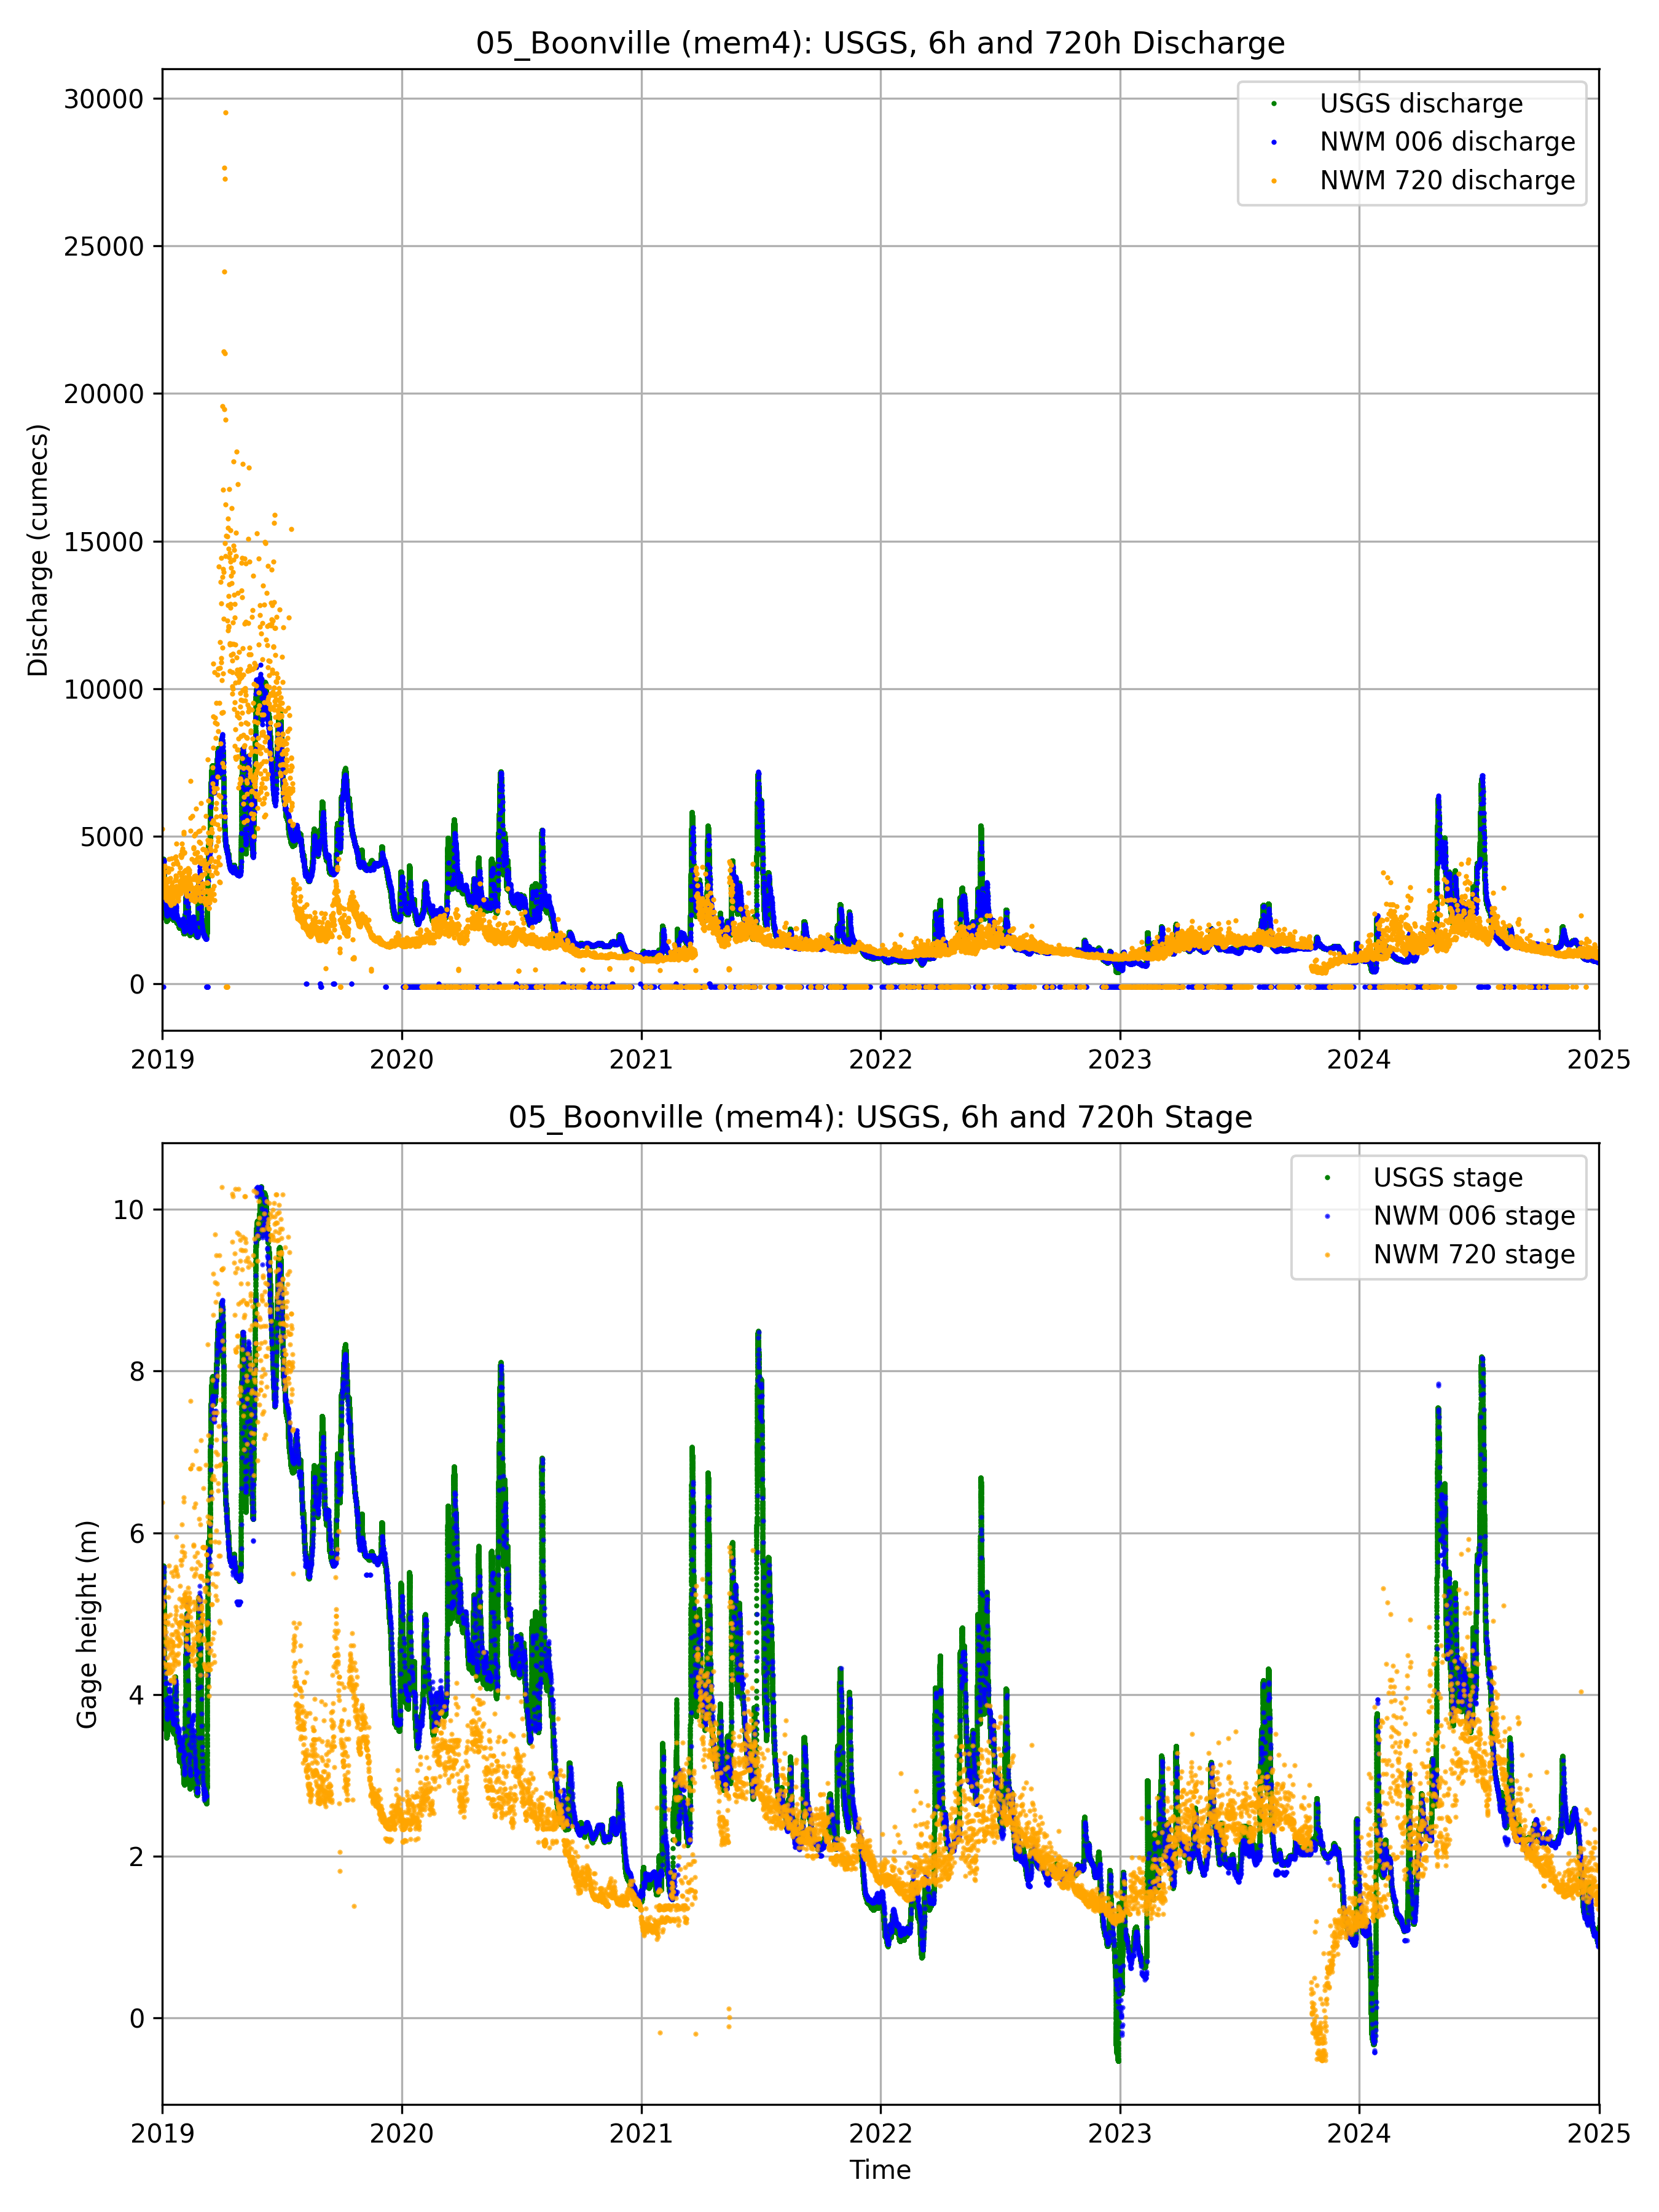 05_Boonville (mem4): USGS, 6h and 720h Discharge
30000
25000
20000
15000
10000
5000
0
Discharge (cumecs)
USGS discharge
NWM 006 discharge
NWM 720 discharge
2019 2020 2021 2022 2023 2024 2025
05_Boonville (mem4): USGS, 6h and 720h Stage
10
8
6
4
2
0
Gage height (m)
USGS stage
NWM 006 stage
NWM 720 stage
2019 2020 2021 2022 2023 2024 2025
Time